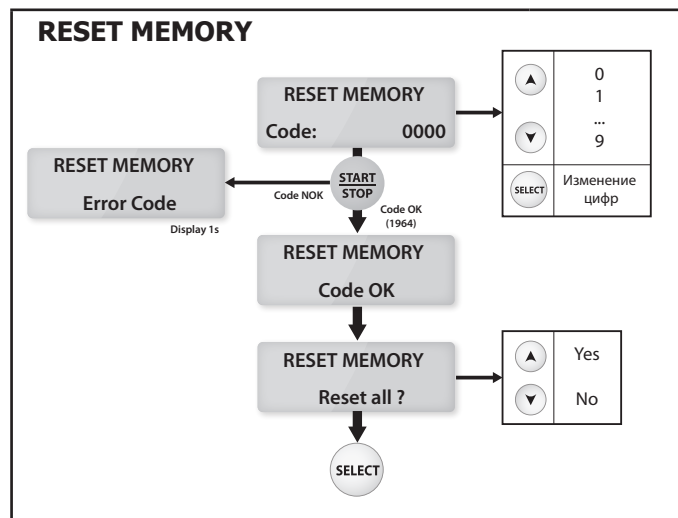 RESET MEMORY
RESET MEMORY
Code: 0000
0
1
...
9
SELECT
Изменение
цифр
START
STOP
Code NOK
Code OK
(1964)
RESET MEMORY
Error Code
Display 1s
RESET MEMORY
Code OK
RESET MEMORY
Reset all ?
Yes
No
SELECT